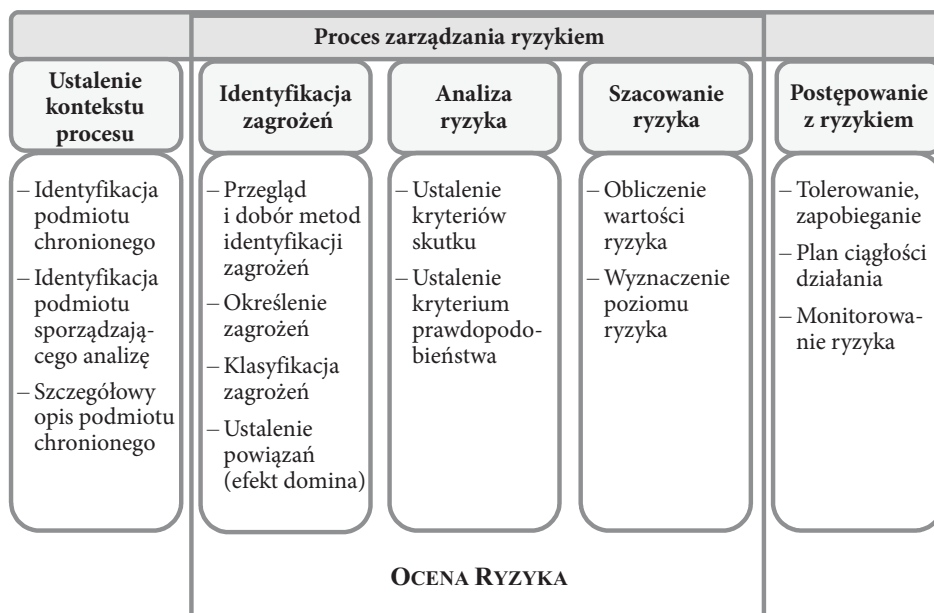 Proces zarządzania ryzykiem
Ustalenie
kontekstu
procesu
– Identyfikacja
podmiotu
chronionego
– Identyfikacja
podmiotu
sporządzają-
cego analizę
– Szczegółowy
opis podmiotu
chronionego
Identyfikacja
zagrożeń
– Przegląd
i dobór metod
identyfikacji
zagrożeń
– Określenie
zagrożeń
– Klasyfikacja
zagrożeń
– Ustalenie
powiązań
(efekt domina)
Analiza
ryzyka
– Ustalenie
kryteriów
skutku
– Ustalenie
kryterium
prawdopodo-
bieństwa
Szacowanie
ryzyka
– Obliczenie
wartości
ryzyka
– Wyznaczenie
poziomu
ryzyka
Postępowanie
z ryzykiem
– Tolerowanie,
zapobieganie
– Plan ciągłości
działania
– Monitorowa-
nie ryzyka
OCENA RYZYKA